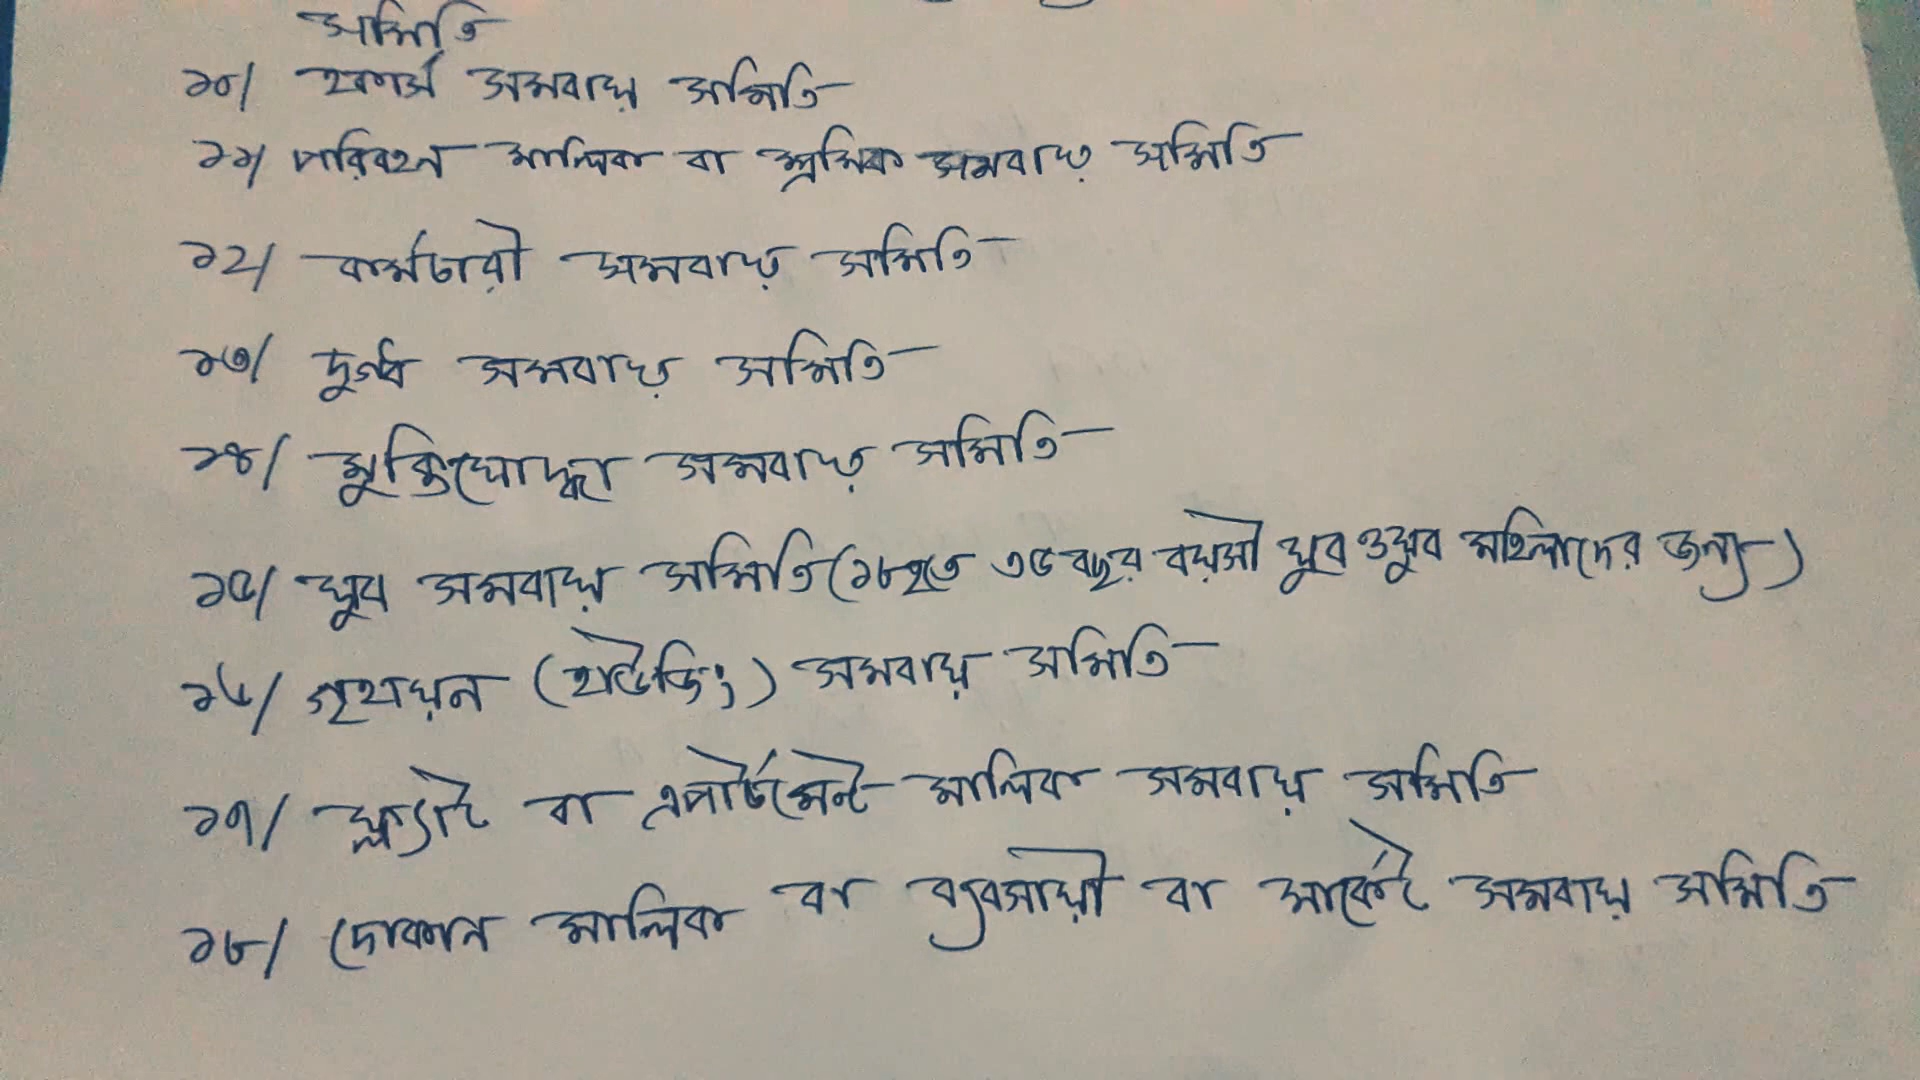 সমিতি
১০/ হকার্স সমবায় সমিতি
১১/ পরিবহন মালিক বা শ্রমিক সমবায় সমিতি
১২/ কর্মচারী সমবায় সমিতি
১৩/ দুগ্ধ সমবায় সমিতি
১৪/ মুক্তিযোদ্ধা সমবায় সমিতি
১৫/ যুব সমবায় সমিতি (১৮ হতে ৩৫ বছর বয়সী যুব ও যুব মহিলাদের জন্য)
১৬/ গৃহায়ন (হাউজিং) সমবায় সমিতি
১৭/ ফ্ল্যাট বা এপার্টমেন্ট মালিক সমবায় সমিতি
১৮/ দোকান মালিক বা ব্যবসায়ী বা মার্কেট সমবায় সমিতি